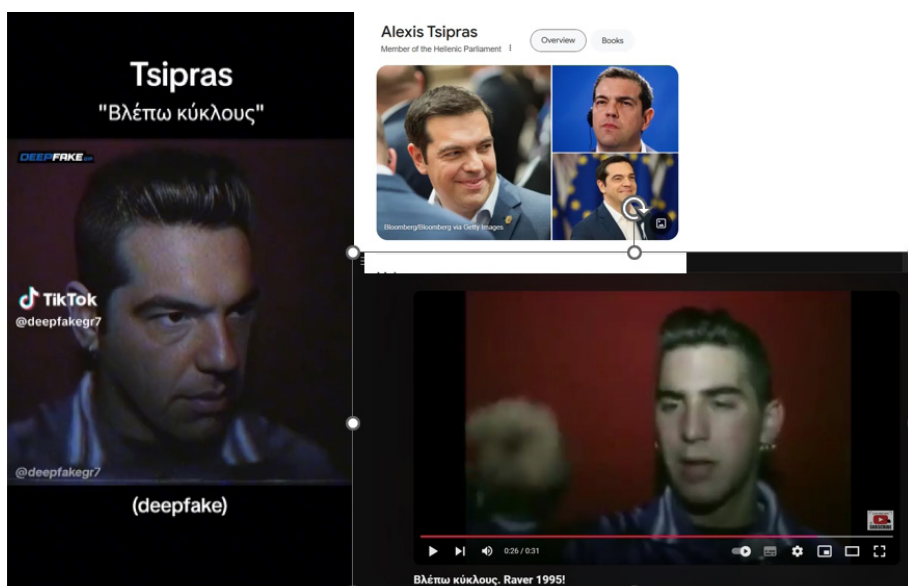 Tsipras
"Βλέπω κύκλους"
DEEPFAKE
TikTok
@deepfakegr7
@deepfakegr7
(deepfake)
Alexis Tsipras
Member of the Hellenic Parliament
Overview
Books
Bloomberg/Bloomberg via Getty Images
0:26 / 0:31
Βλέπω κύκλους. Raver 1995!